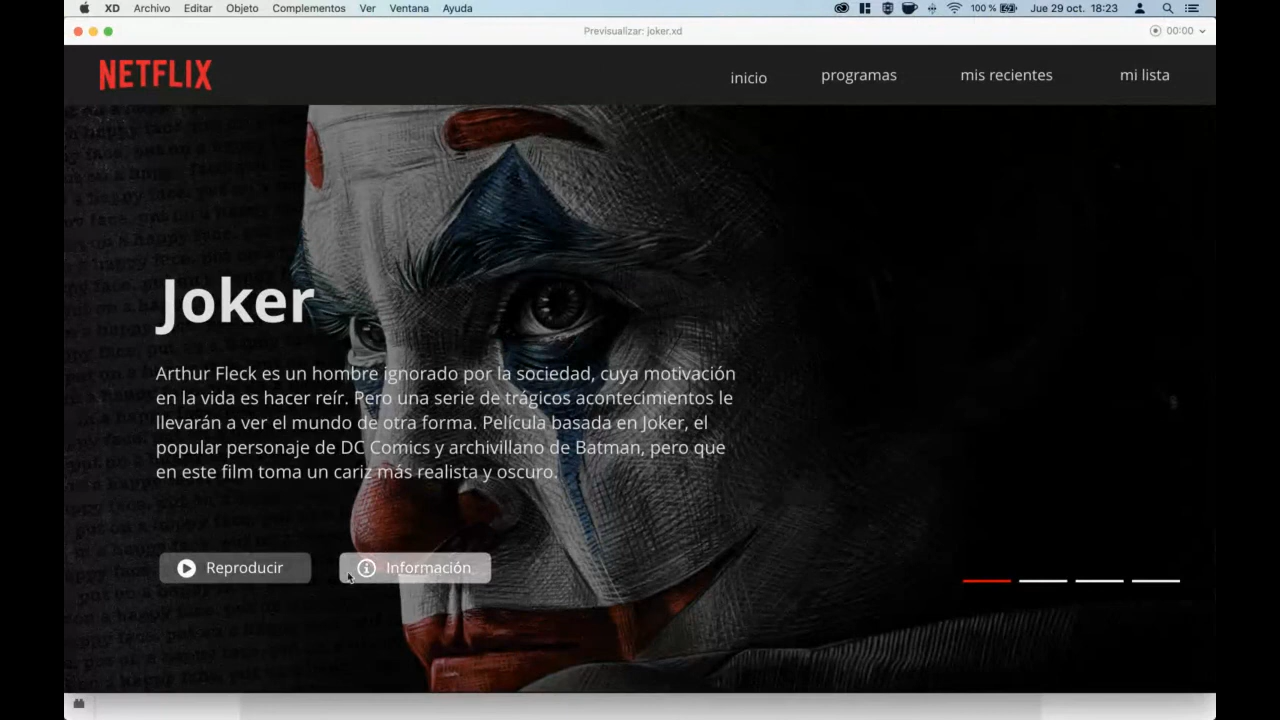 XD Archivo Editar Objeto Complementos Ver Ventana Ayuda 100 % Jue 29 oct. 18:23
Previsualizar: joker.xd 00:00
NETFLIX inicio programas mis recientes mi lista
Joker
Arthur Fleck es un hombre ignorado por la sociedad, cuya motivación
en la vida es hacer reír. Pero una serie de trágicos acontecimientos le
llevarán a ver el mundo de otra forma. Película basada en Joker, el
popular personaje de DC Comics y archivillano de Batman, pero que
en este film toma un cariz más realista y oscuro.
Reproducir Información